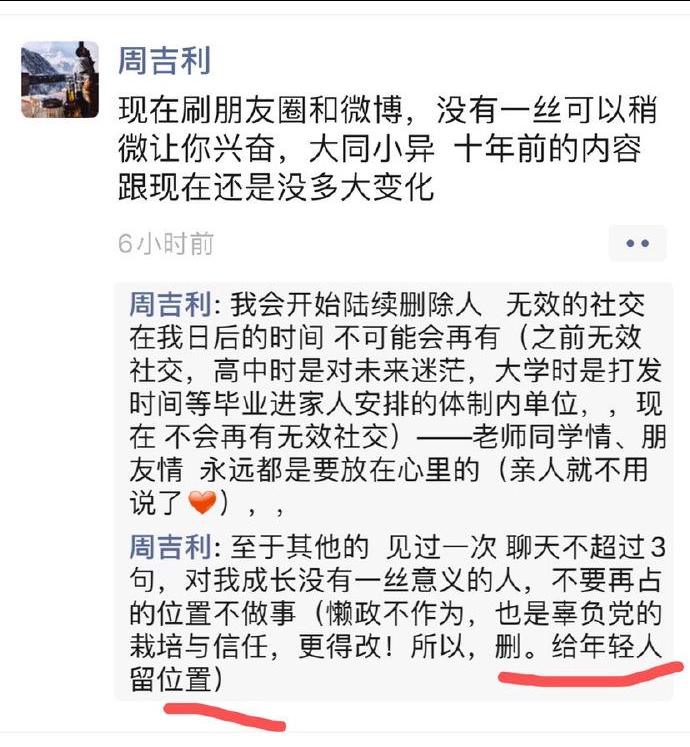 周吉利
现在刷朋友圈和微博，没有一丝可以稍
微让你兴奋，大同小异 十年前的内容
跟现在还是没多大变化
6小时前
周吉利: 我会开始陆续删除人 无效的社交
在我日后的时间 不可能会再有（之前无效
社交，高中时是对未来迷茫，大学时是打发
时间等毕业进家人安排的体制内单位，，现
在 不会再有无效社交）——老师同学情、朋
友情 永远都是要放在心里的（亲人就不用
说了❤️），，
周吉利: 至于其他的 见过一次 聊天不超过3
句，对我成长没有一丝意义的人，不要再占
的位置不做事（懒政不作为，也是辜负党的
栽培与信任，更得改！所以，删。给年轻人
留位置）